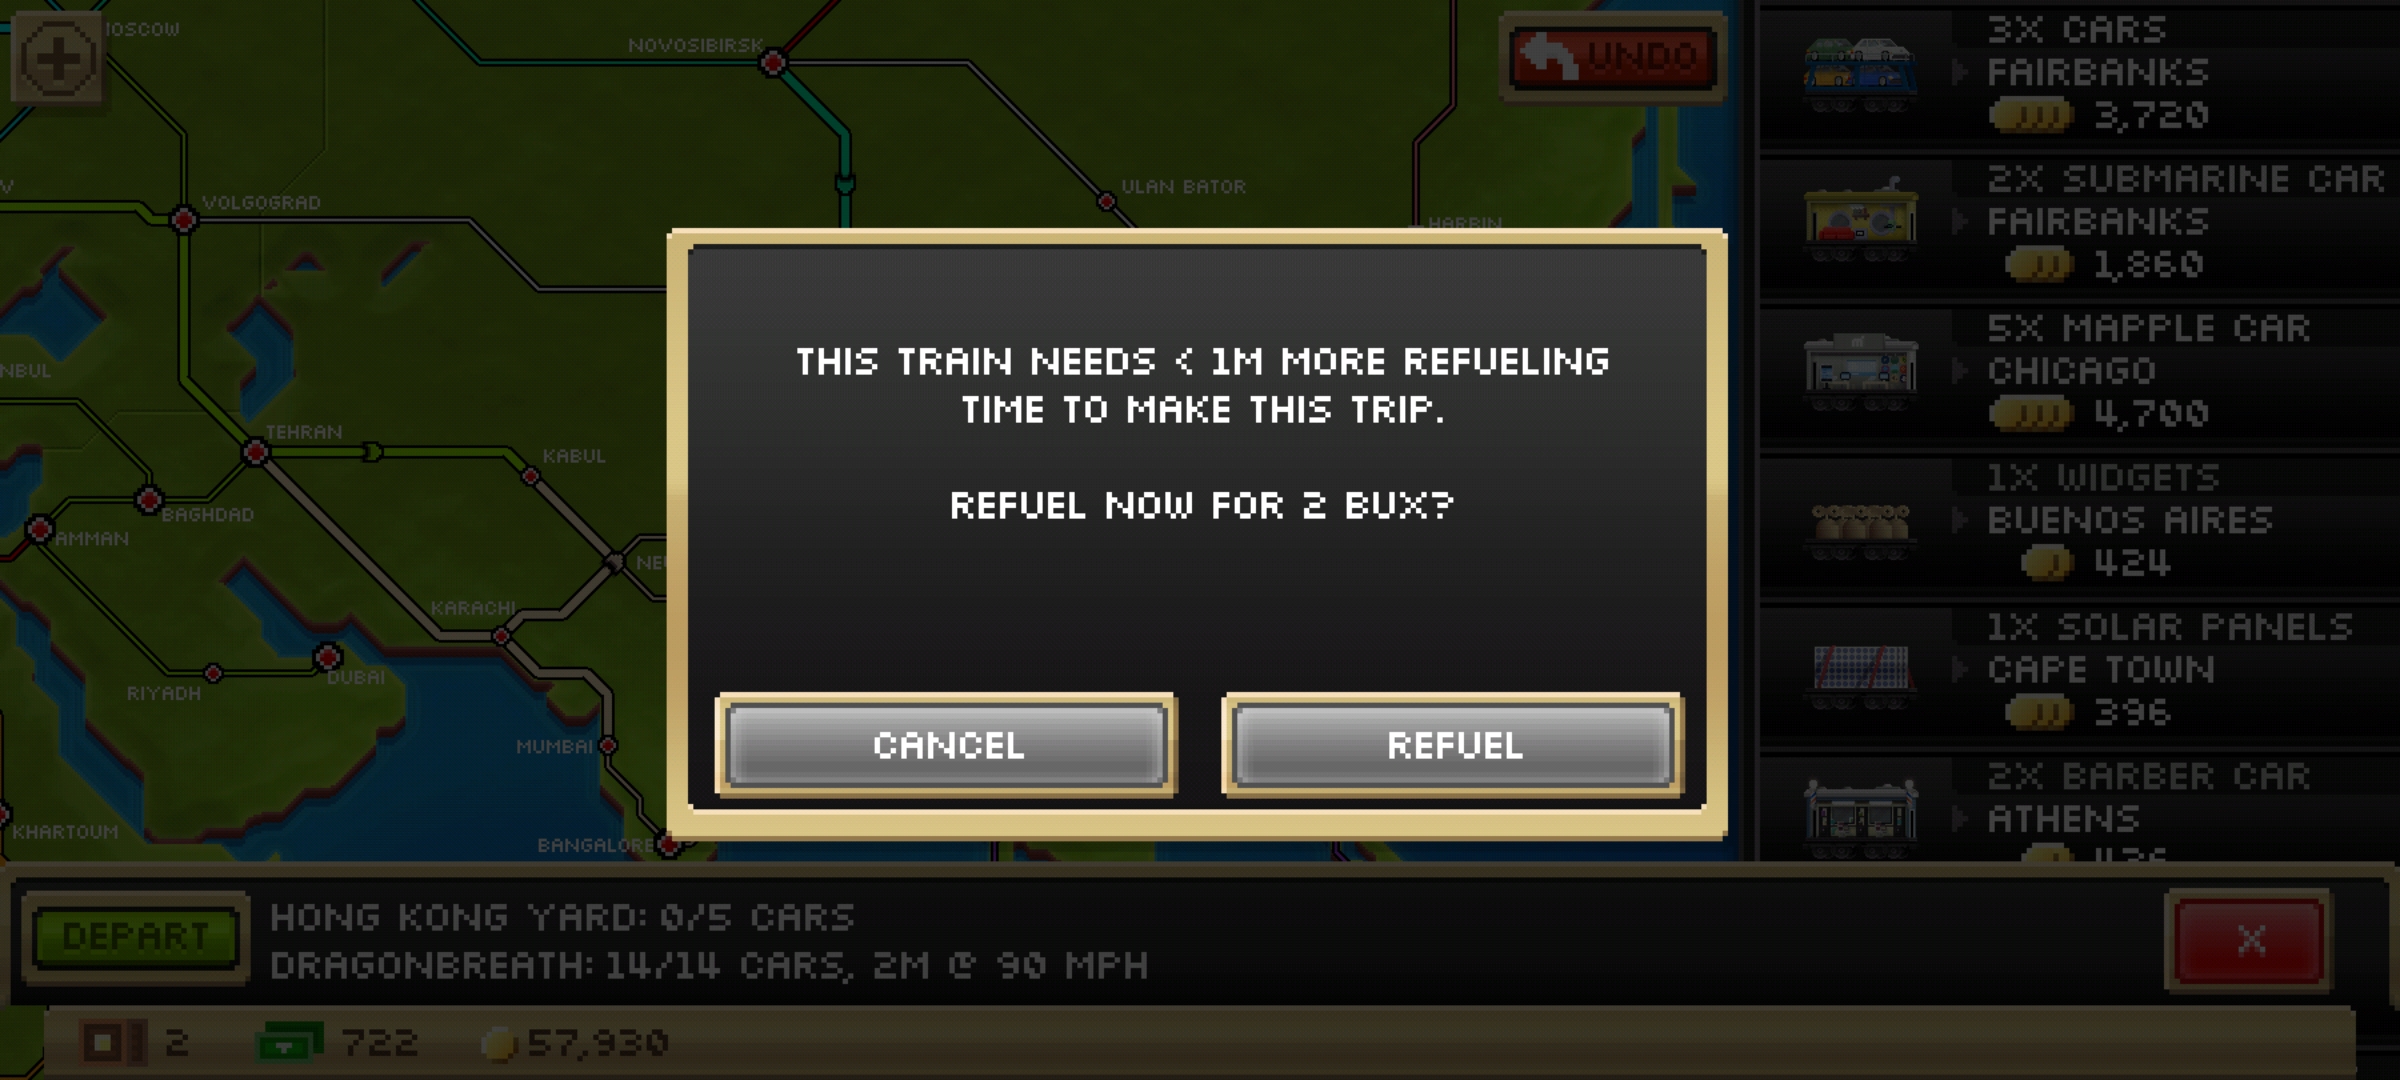 MOSCOW
NOVOSIBIRSK
UNDO
ULAN BATOR
V
VOLGOGRAD
HARBIN
NBUL
TEHRAN
KABUL
BAGHDAD
AMMAN
NE
KARACHI
DUBAI
RIYADH
MUMBAI
KHARTOUM
BANGALORE
THIS TRAIN NEEDS < 1M MORE REFUELING
TIME TO MAKE THIS TRIP.
REFUEL NOW FOR 2 BUX?
CANCEL
REFUEL
3X CARS
FAIRBANKS
3,720
2X SUBMARINE CAR
FAIRBANKS
1,860
5X MAPPLE CAR
CHICAGO
4,700
1X WIDGETS
BUENOS AIRES
424
1X SOLAR PANELS
CAPE TOWN
396
2X BARBER CAR
ATHENS
DEPART
HONG KONG YARD: 0/5 CARS
DRAGONBREATH: 14/14 CARS, 2M @ 90 MPH
X
2
722
57,930